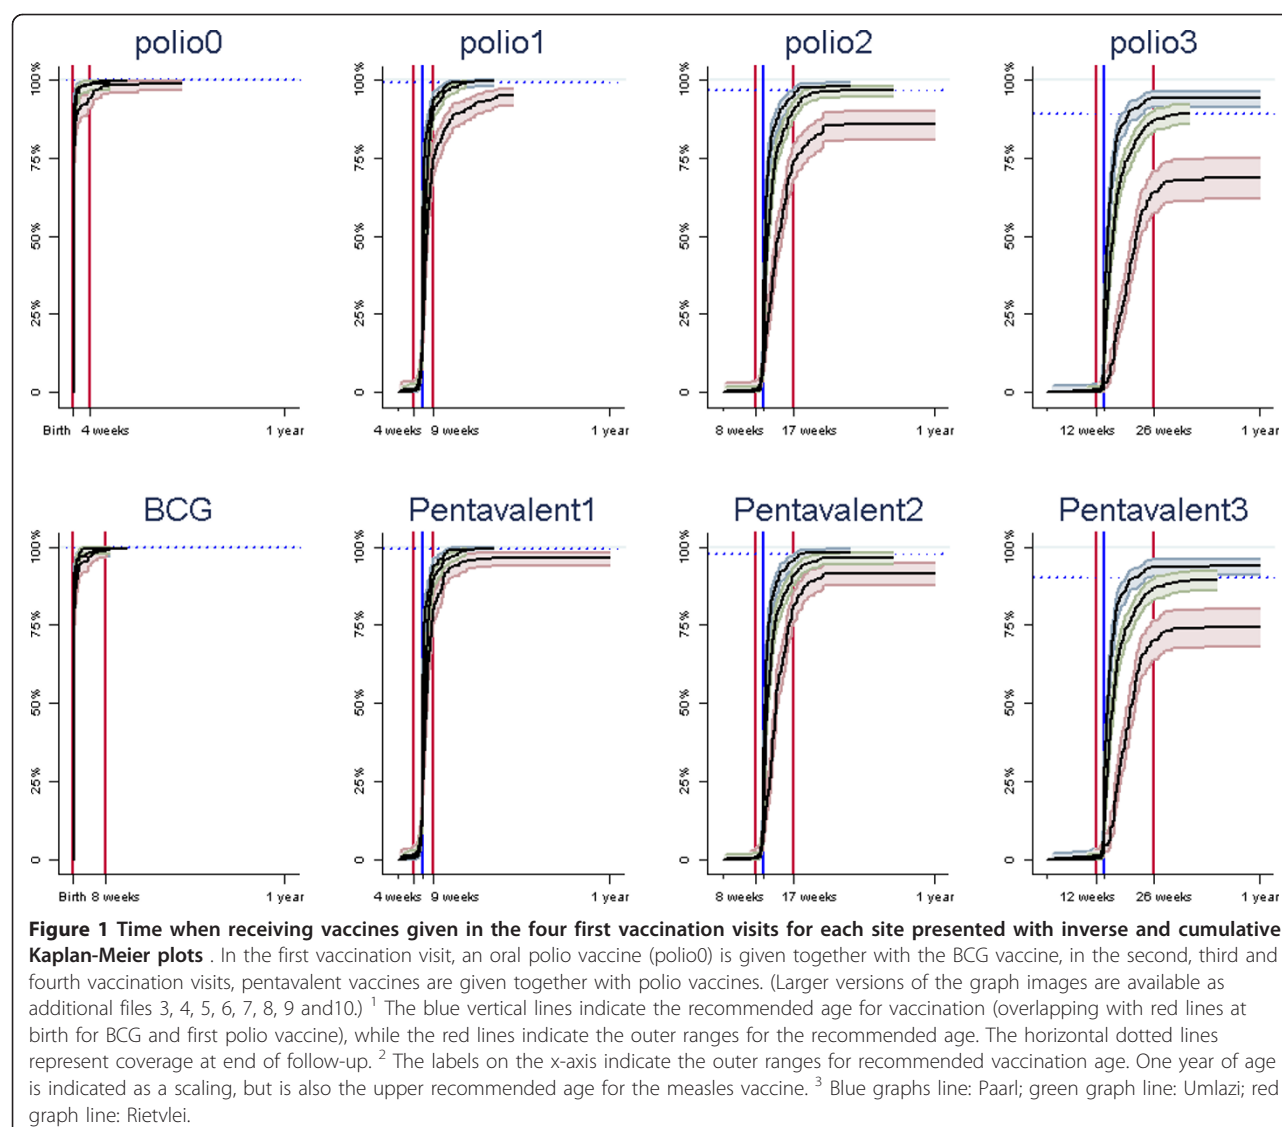 polio0 polio1 polio2 polio3
100% 100% 100% 100%
75% 75% 75% 75%
50% 50% 50% 50%
25% 25% 25% 25%
0 0 0 0
Birth 4 weeks 1 year 4 weeks 9 weeks 1 year 8 weeks 17 weeks 1 year 12 weeks 26 weeks 1 year
BCG Pentavalent1 Pentavalent2 Pentavalent3
100% 100% 100% 100%
75% 75% 75% 75%
50% 50% 50% 50%
25% 25% 25% 25%
0 0 0 0
Birth 8 weeks 1 year 4 weeks 9 weeks 1 year 8 weeks 17 weeks 1 year 12 weeks 26 weeks 1 year
Figure 1 Time when receiving vaccines given in the four first vaccination visits for each site presented with inverse and cumulative
Kaplan-Meier plots . In the first vaccination visit, an oral polio vaccine (polio0) is given together with the BCG vaccine, in the second, third and
fourth vaccination visits, pentavalent vaccines are given together with polio vaccines. (Larger versions of the graph images are available as
additional files 3, 4, 5, 6, 7, 8, 9 and10.) ¹ The blue vertical lines indicate the recommended age for vaccination (overlapping with red lines at
birth for BCG and first polio vaccine), while the red lines indicate the outer ranges for the recommended age. The horizontal dotted lines
represent coverage at end of follow-up. ² The labels on the x-axis indicate the outer ranges for recommended vaccination age. One year of age
is indicated as a scaling, but is also the upper recommended age for the measles vaccine. ³ Blue graphs line: Paarl; green graph line: Umlazi; red
graph line: Rietvlei.